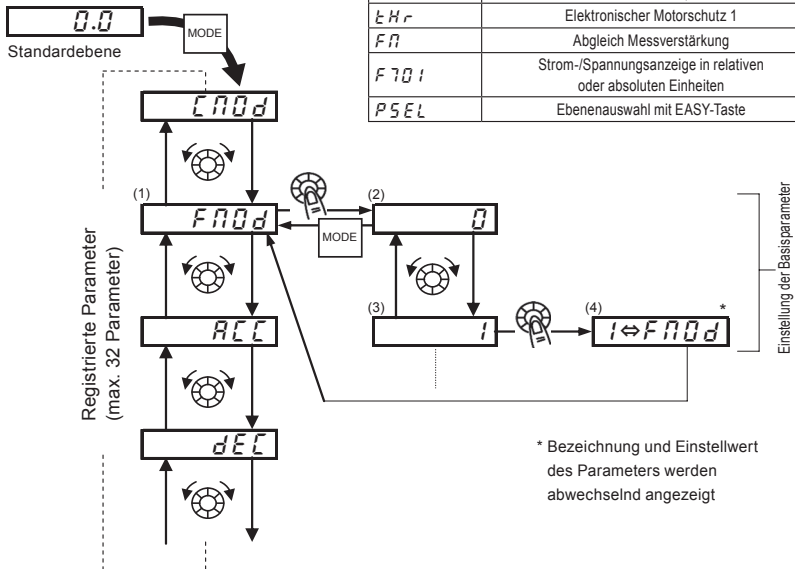 0.0
MODE
Standardebene
tHr Elektronischer Motorschutz 1
FM Abgleich Messverstärkung
F701 Strom-/Spannungsanzeige in relativen
oder absoluten Einheiten
PSEL Ebenenauswahl mit EASY-Taste
CMOd
(1)
FMOd
(2)
0
MODE
(3)
1
(4)
1⇔FMOd
*
ACC
dEC
Registrierte Parameter
(max. 32 Parameter)
Einstellung der Basisparameter
* Bezeichnung und Einstellwert
des Parameters werden
abwechselnd angezeigt